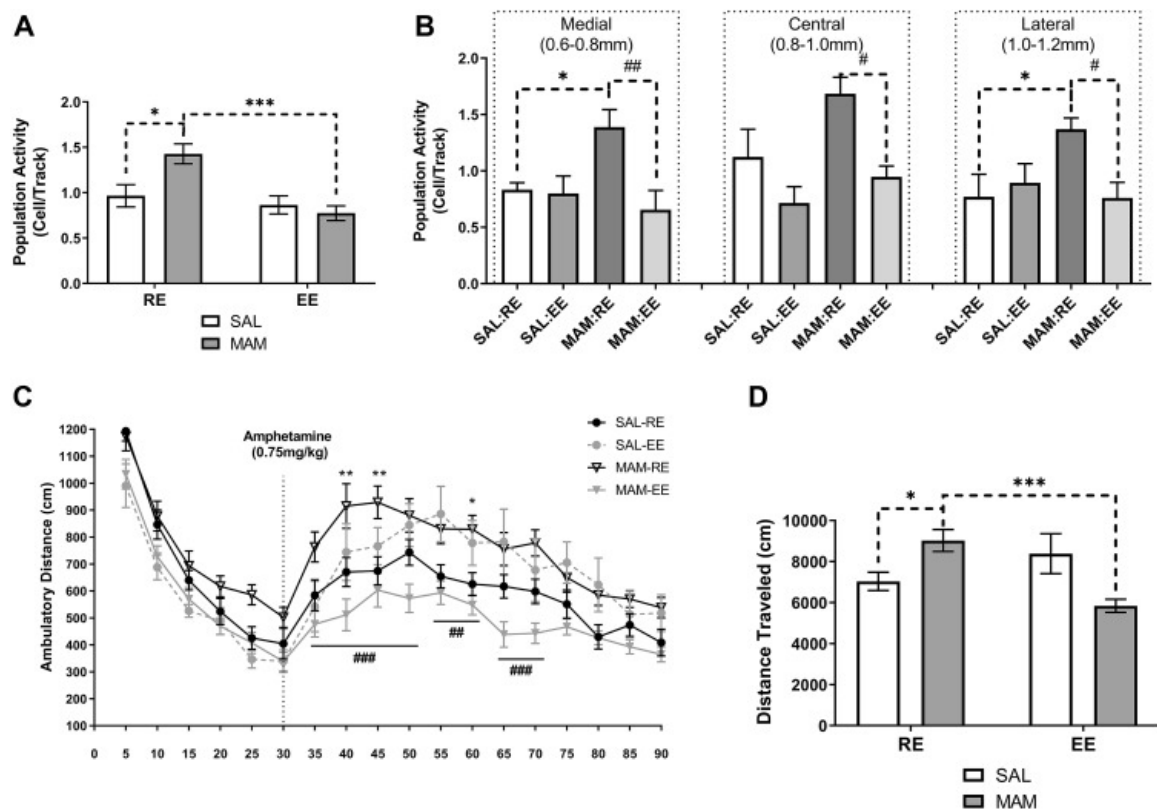 A
Population Activity
(Cell/Track)
2.0
1.5
1.0
0.5
0.0
*
***
RE
EE
SAL
MAM
B
Medial
(0.6-0.8mm)
Central
(0.8-1.0mm)
Lateral
(1.0-1.2mm)
Population Activity
(Cell/Track)
2.0
1.5
1.0
0.5
0.0
*
##
#
*
#
SAL:RE
SAL:EE
MAM:RE
MAM:EE
SAL:RE
SAL:EE
MAM:RE
MAM:EE
SAL:RE
SAL:EE
MAM:RE
MAM:EE
C
Ambulatory Distance (cm)
1200
1100
1000
900
800
700
600
500
400
300
200
100
Amphetamine
(0.75mg/kg)
SAL-RE
SAL-EE
MAM-RE
MAM-EE
** ** *
###
##
###
0 5 10 15 20 25 30 35 40 45 50 55 60 65 70 75 80 85 90
D
Distance Traveled (cm)
10000
8000
6000
4000
2000
0
*
***
RE
EE
SAL
MAM